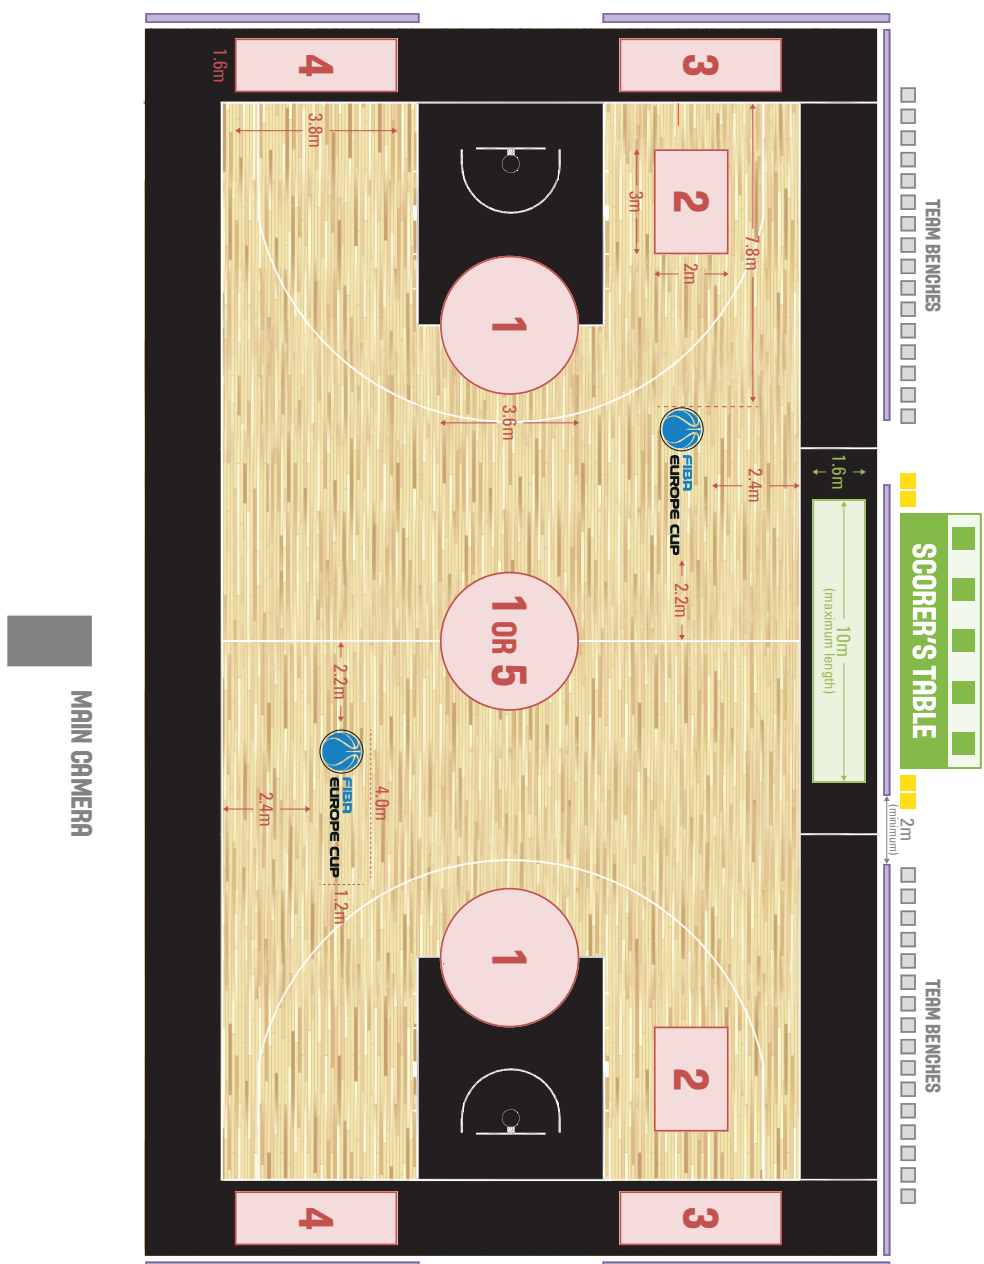 4
3
1.6m
3.8m
2
3m
2m
7.8m
TEAM BENCHES
1
3.6m
FIBA
EUROPE CUP
2.4m
1.6m
2.2m
1 OR 5
10m
(maximum length)
SCORER'S TABLE
MAIN CAMERA
2.2m
FIBA
EUROPE CUP
4.0m
2.4m
1.2m
2m
(minimum)
1
2
TEAM BENCHES
4
3